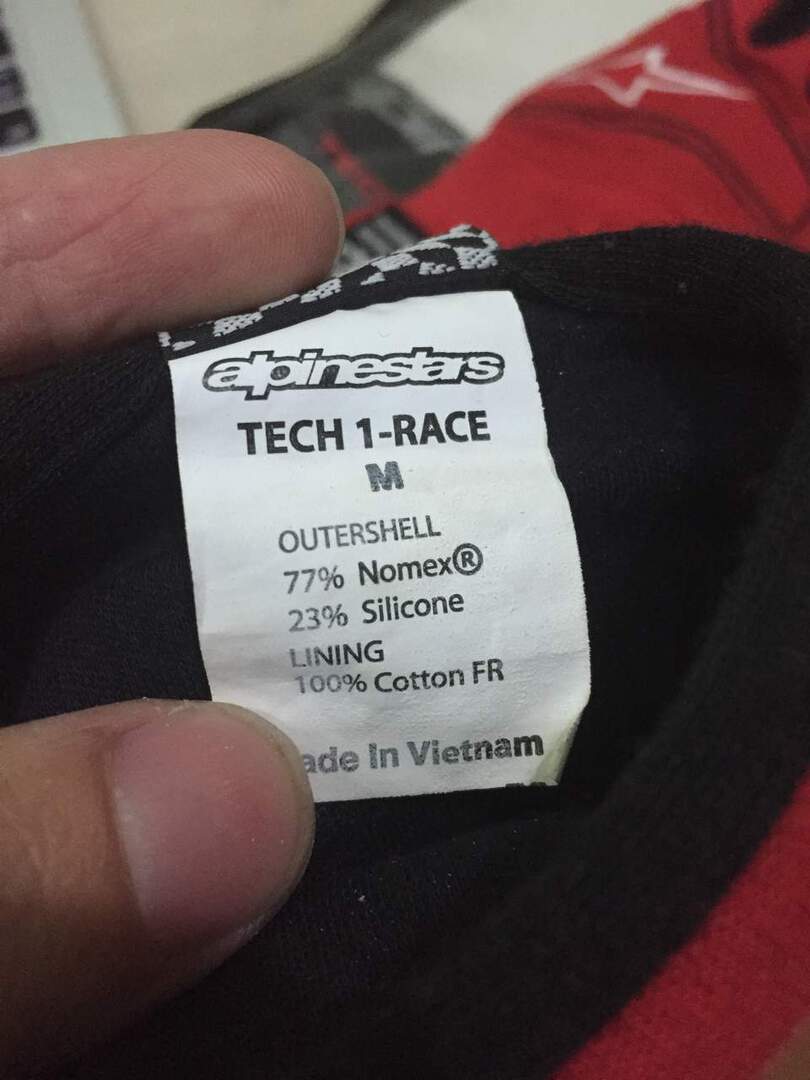 alpinestars
TECH 1-RACE
M
OUTERSHELL
77% Nomex®
23% Silicone
LINING
100% Cotton FR
ade In Vietnam